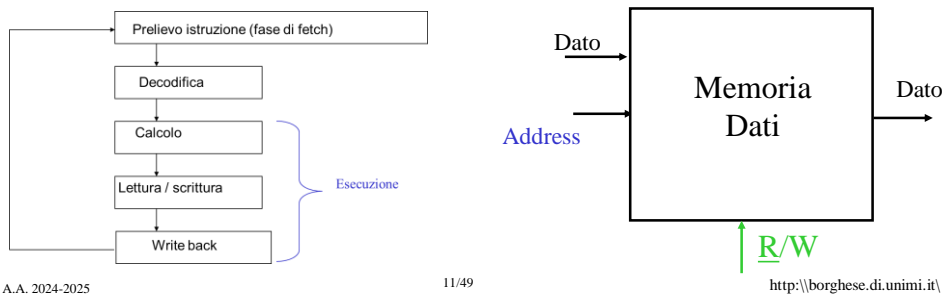 Prelievo istruzione (fase di fetch)
Decodifica
Calcolo
Lettura / scrittura
Write back
Esecuzione
Dato
Address
Memoria
Dati
Dato
R/W
A.A. 2024-2025
11/49
http:\\borghese.di.unimi.it\